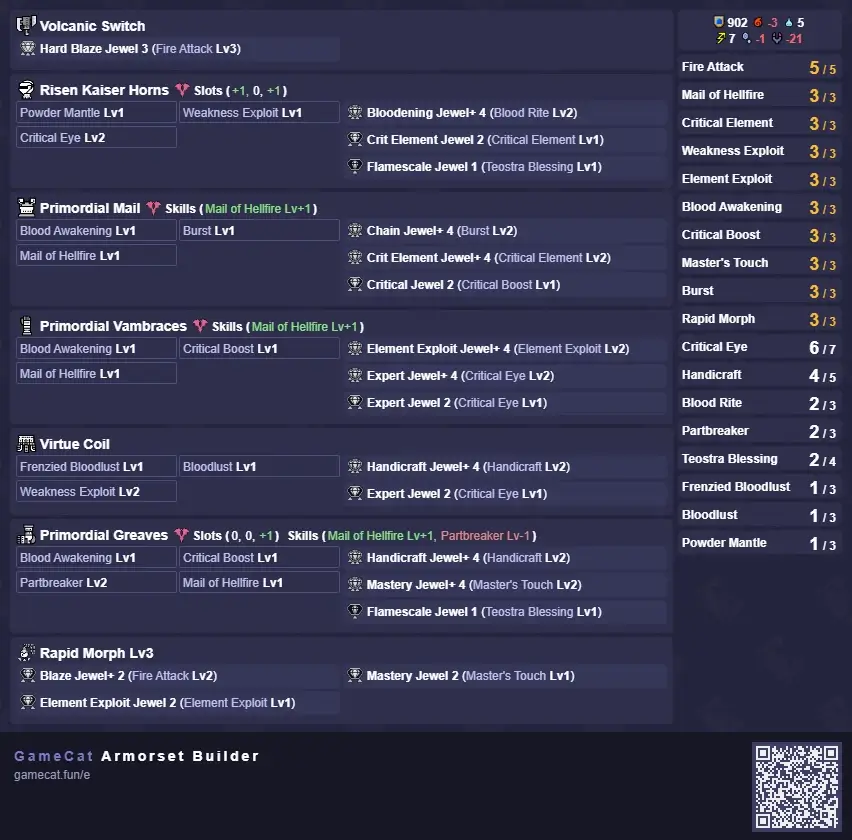 Volcanic Switch
Hard Blaze Jewel 3 (Fire Attack Lv3)
Risen Kaiser Horns Slots (+1, 0, +1)
Powder Mantle Lv1
Weakness Exploit Lv1
Critical Eye Lv2
Bloodening Jewel+ 4 (Blood Rite Lv2)
Crit Element Jewel 2 (Critical Element Lv1)
Flamescale Jewel 1 (Teostra Blessing Lv1)
Primordial Mail Skills (Mail of Hellfire Lv+1)
Blood Awakening Lv1
Burst Lv1
Mail of Hellfire Lv1
Chain Jewel+ 4 (Burst Lv2)
Crit Element Jewel+ 4 (Critical Element Lv2)
Critical Jewel 2 (Critical Boost Lv1)
Primordial Vambraces Skills (Mail of Hellfire Lv+1)
Blood Awakening Lv1
Critical Boost Lv1
Mail of Hellfire Lv1
Element Exploit Jewel+ 4 (Element Exploit Lv2)
Expert Jewel+ 4 (Critical Eye Lv2)
Expert Jewel 2 (Critical Eye Lv1)
Virtue Coil
Frenzied Bloodlust Lv1
Bloodlust Lv1
Weakness Exploit Lv2
Handicraft Jewel+ 4 (Handicraft Lv2)
Expert Jewel 2 (Critical Eye Lv1)
Primordial Greaves Slots (0, 0, +1) Skills (Mail of Hellfire Lv+1, Partbreaker Lv-1)
Blood Awakening Lv1
Critical Boost Lv1
Partbreaker Lv2
Mail of Hellfire Lv1
Handicraft Jewel+ 4 (Handicraft Lv2)
Mastery Jewel+ 4 (Master's Touch Lv2)
Flamescale Jewel 1 (Teostra Blessing Lv1)
Rapid Morph Lv3
Blaze Jewel+ 2 (Fire Attack Lv2)
Mastery Jewel 2 (Master's Touch Lv1)
Element Exploit Jewel 2 (Element Exploit Lv1)
902 -3 5
7 -1 -21
Fire Attack 5 / 5
Mail of Hellfire 3 / 3
Critical Element 3 / 3
Weakness Exploit 3 / 3
Element Exploit 3 / 3
Blood Awakening 3 / 3
Critical Boost 3 / 3
Master's Touch 3 / 3
Burst 3 / 3
Rapid Morph 3 / 3
Critical Eye 6 / 7
Handicraft 4 / 5
Blood Rite 2 / 3
Partbreaker 2 / 3
Teostra Blessing 2 / 4
Frenzied Bloodlust 1 / 3
Bloodlust 1 / 3
Powder Mantle 1 / 3
GameCat Armorset Builder
gamecat.fun/e